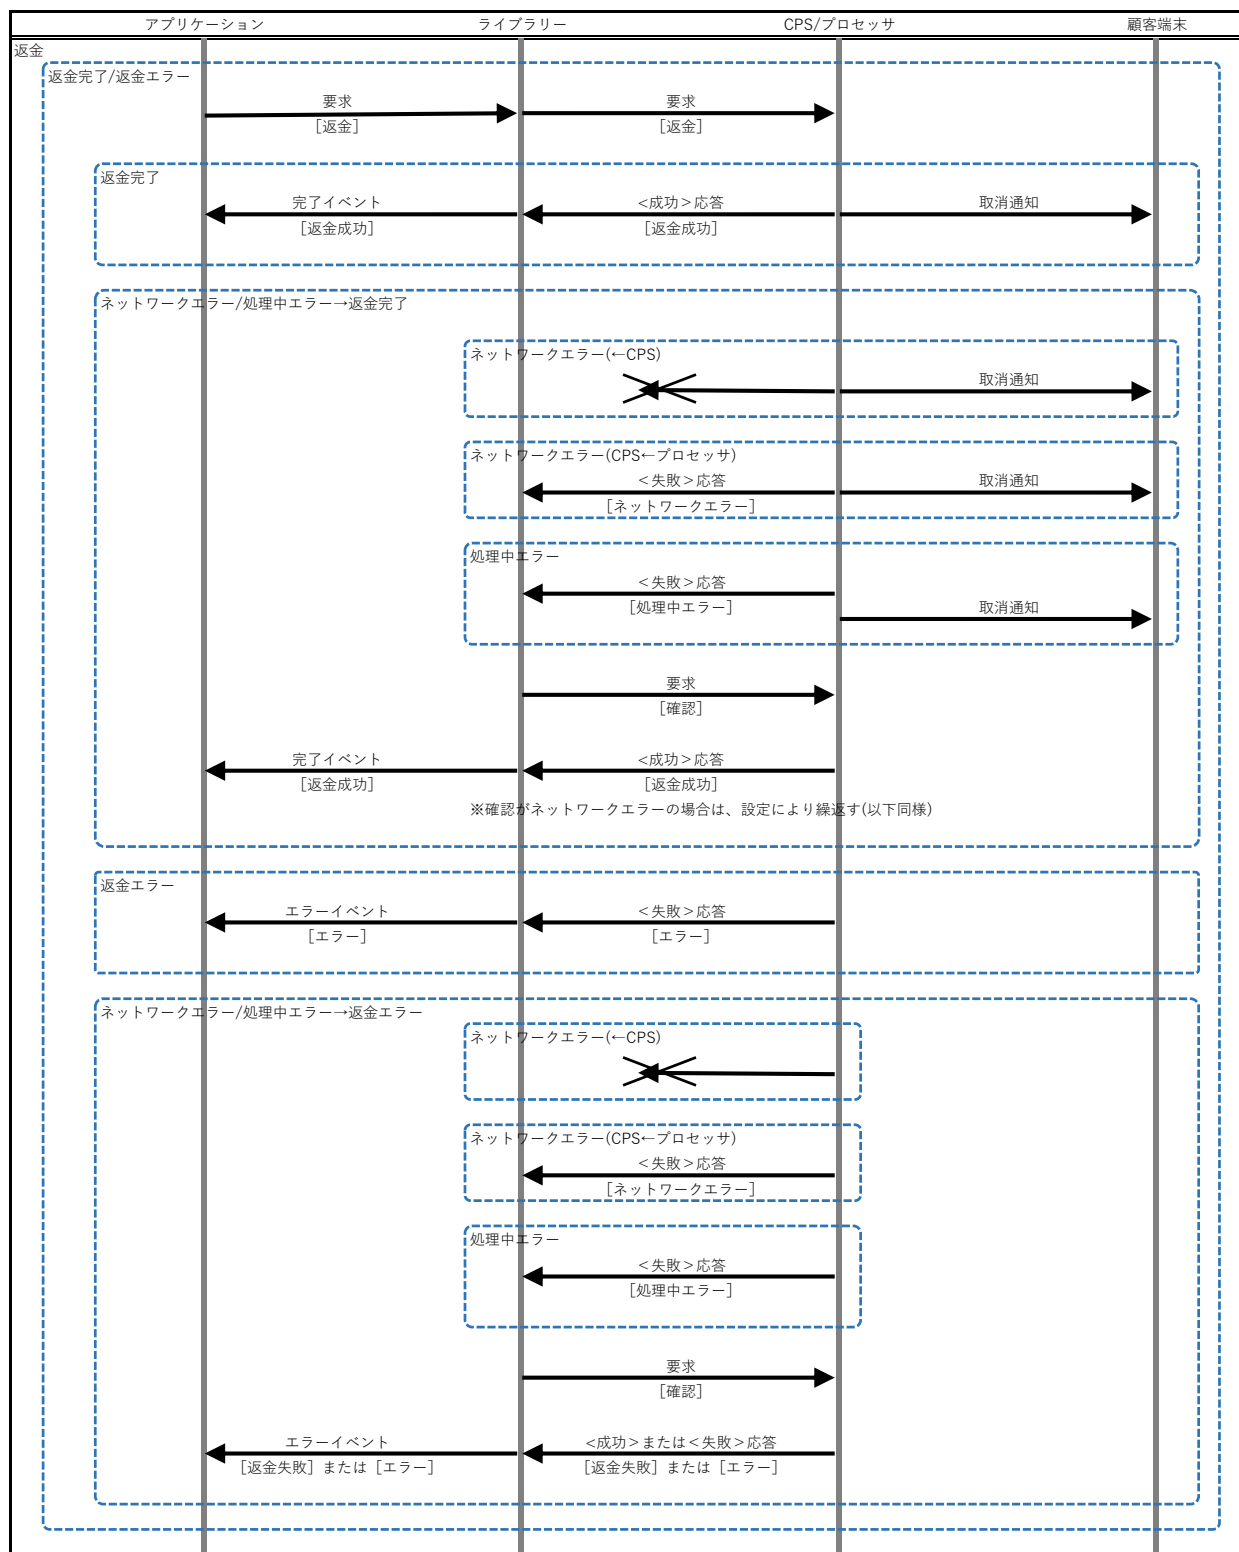 アプリケーション ライブラリー CPS/プロセッサ 顧客端末
返金
返金完了/返金エラー
要求 要求
[返金] [返金]
返金完了
完了イベント <成功>応答 取消通知
[返金成功] [返金成功]
ネットワークエラー/処理中エラー→返金完了
ネットワークエラー(←CPS)
取消通知
ネットワークエラー(CPS←プロセッサ)
<失敗>応答 取消通知
[ネットワークエラー]
処理中エラー
<失敗>応答
[処理中エラー] 取消通知
要求
[確認]
完了イベント <成功>応答
[返金成功] [返金成功]
※確認がネットワークエラーの場合は、設定により繰返す(以下同様)
返金エラー
エラーイベント <失敗>応答
[エラー] [エラー]
ネットワークエラー/処理中エラー→返金エラー
ネットワークエラー(←CPS)
ネットワークエラー(CPS←プロセッサ)
<失敗>応答
[ネットワークエラー]
処理中エラー
<失敗>応答
[処理中エラー]
要求
[確認]
エラーイベント <成功>または<失敗>応答
[返金失敗] または [エラー] [返金失敗] または [エラー]